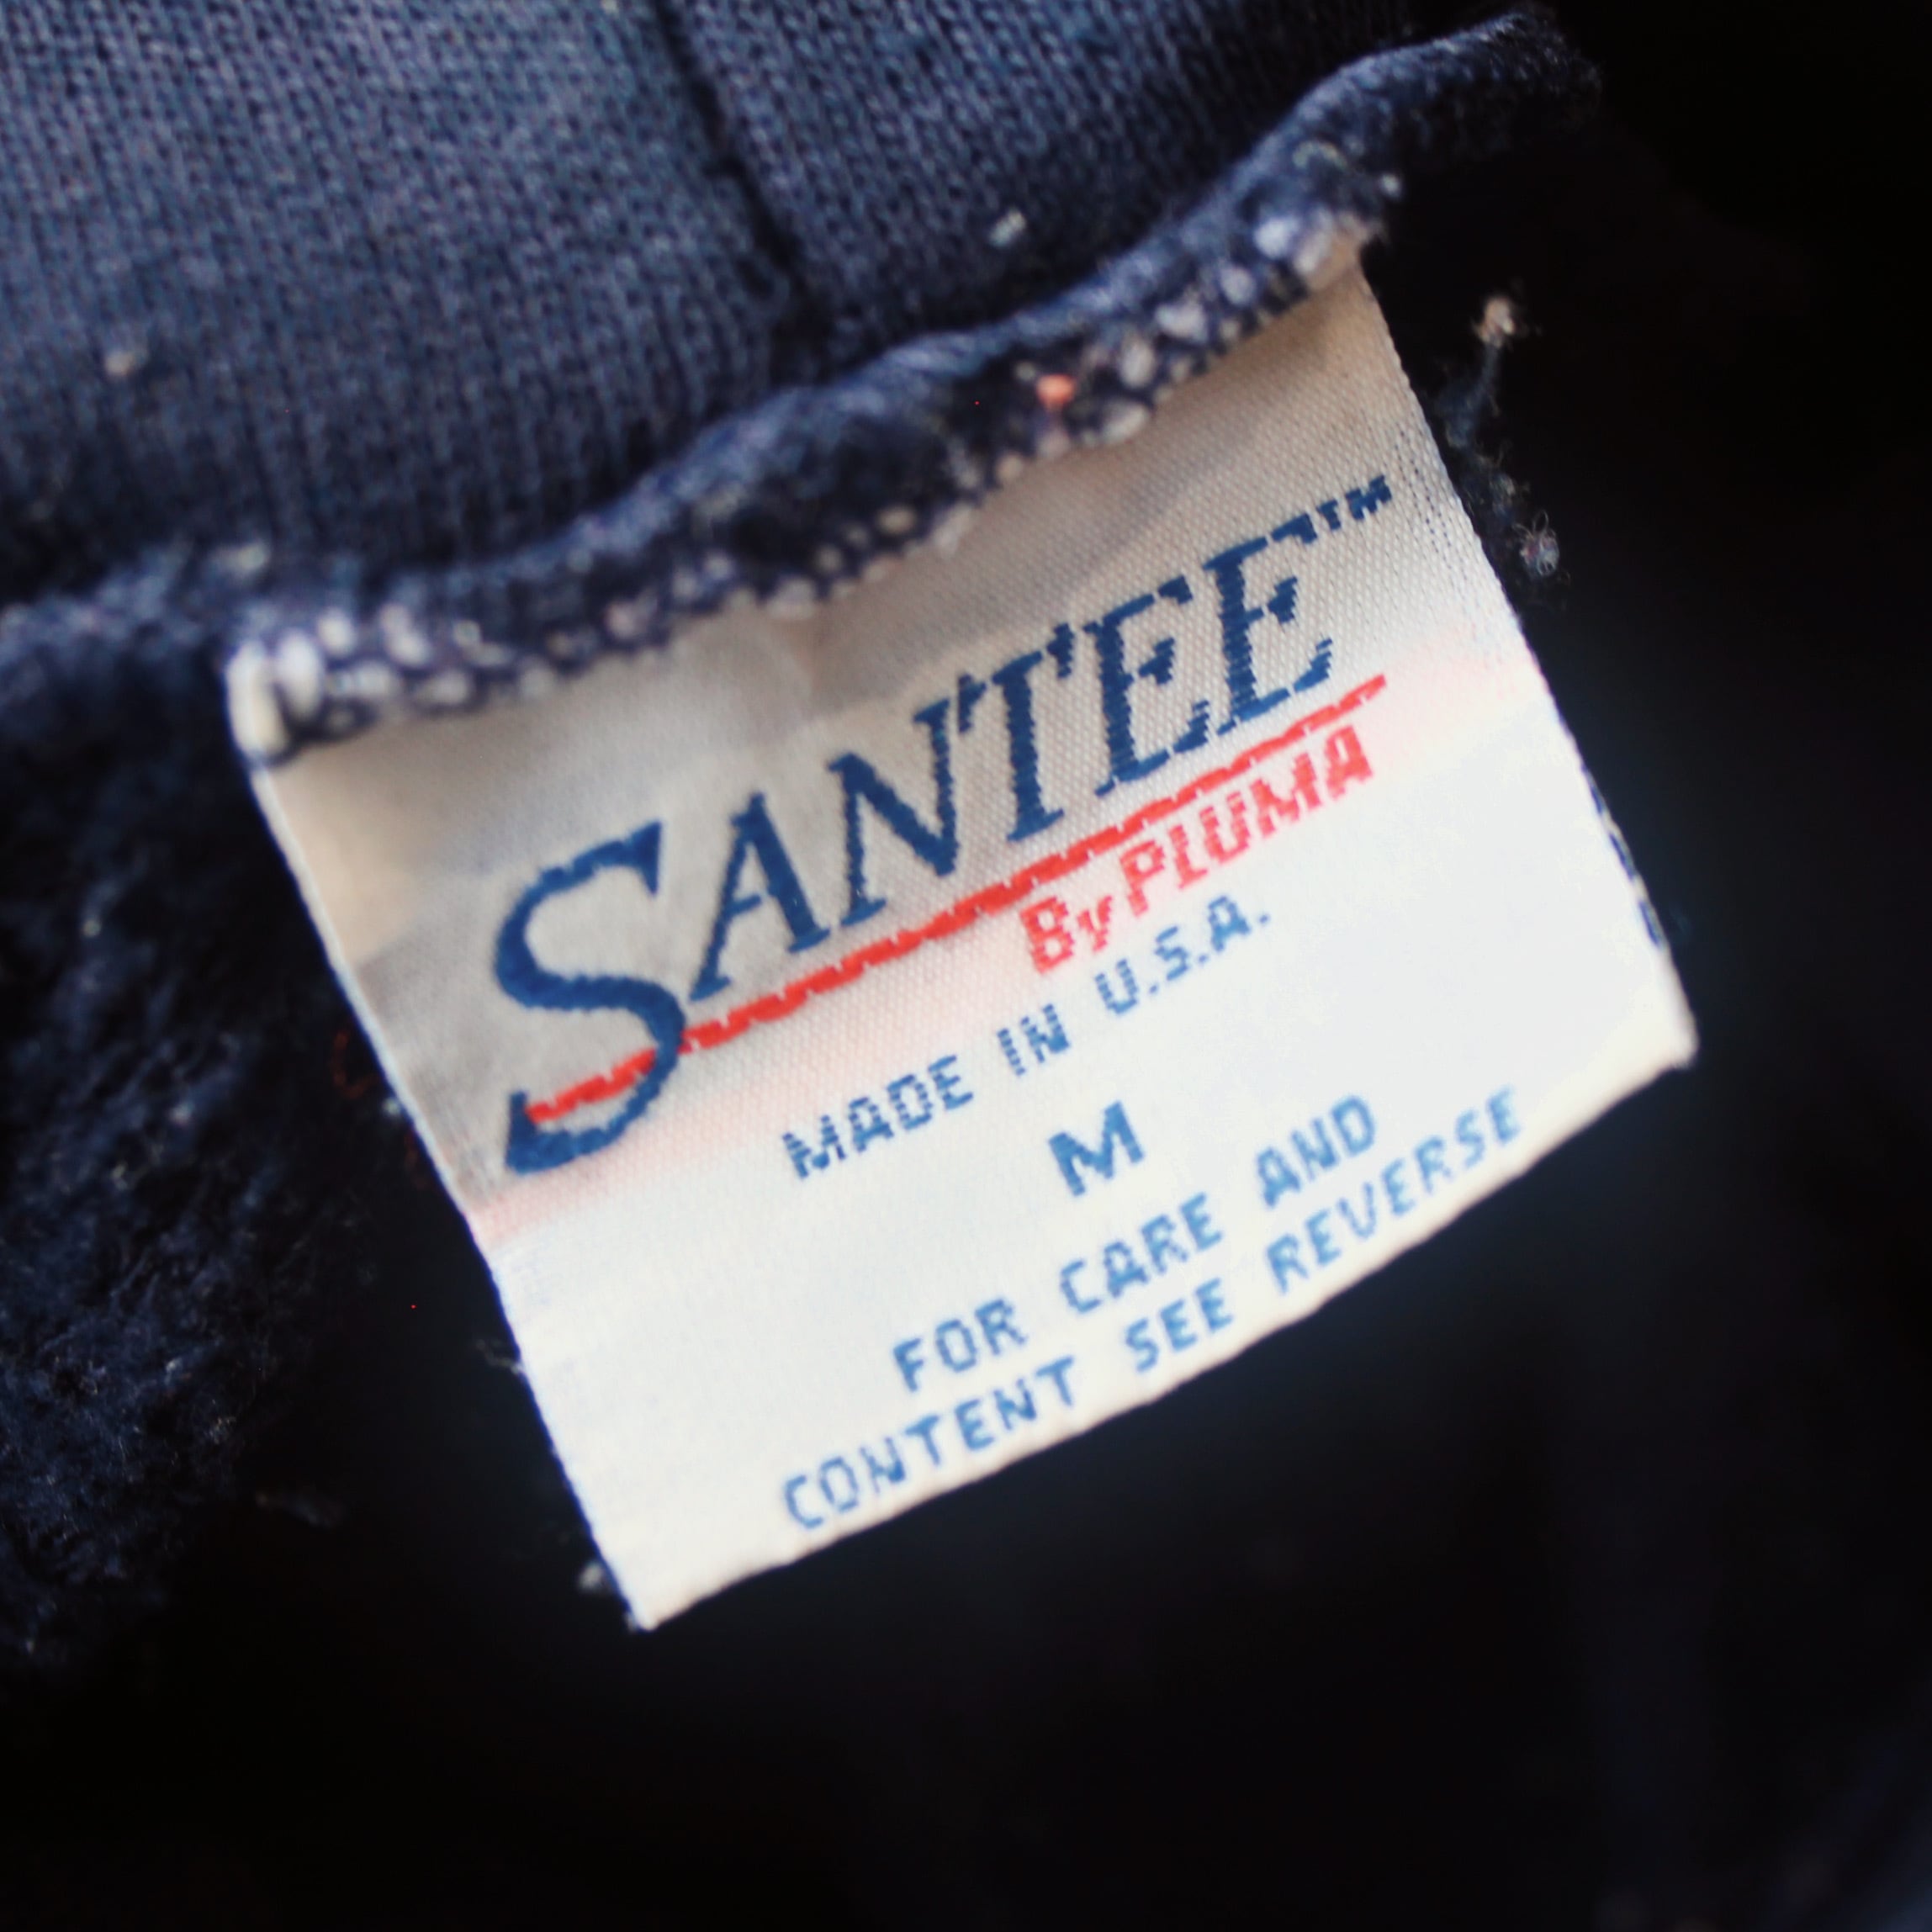 SANTEE™
By PLUMA
MADE IN U.S.A.
M
FOR CARE AND
CONTENT SEE REVERSE